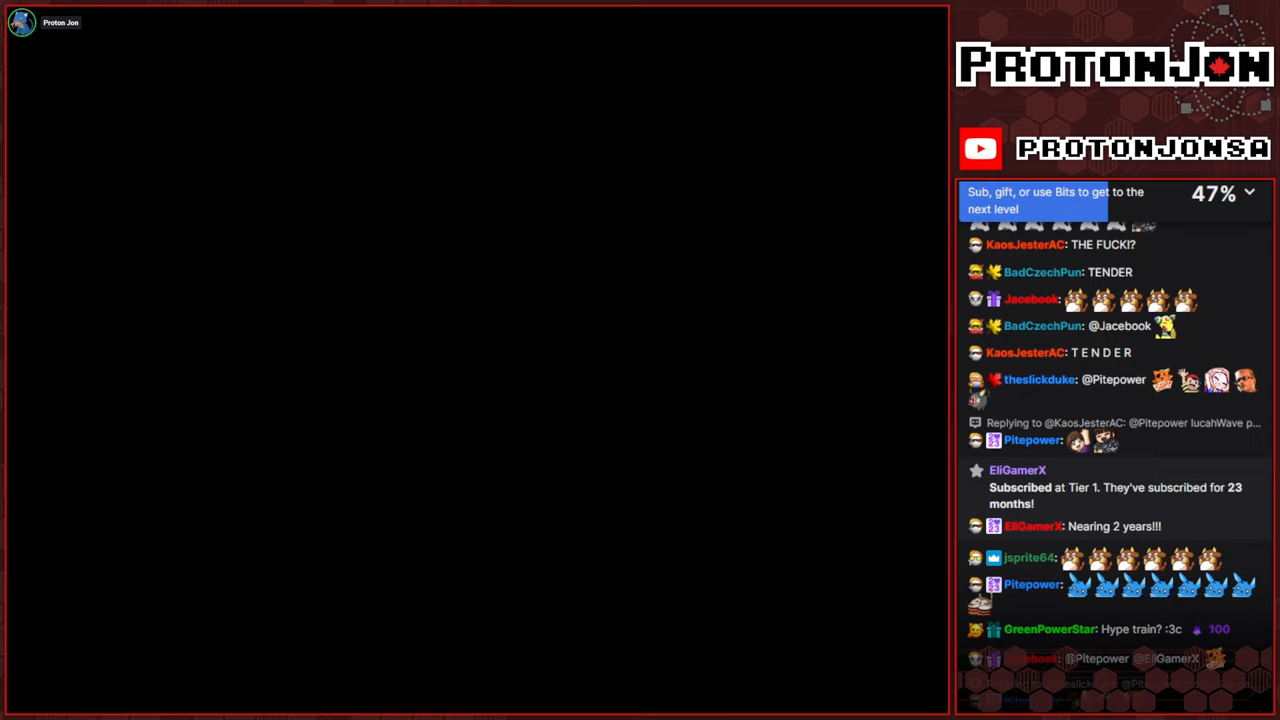 Proton Jon
PROTONJON
PROTONJONSA
Sub, gift, or use Bits to get to the
next level
47%
KaosJesterAC: THE FUCK!?
BadCzechPun: TENDER
Jacebook:
BadCzechPun: @Jacebook
KaosJesterAC: T E N D E R
theslickduke: @Pitepower
Replying to @KaosJesterAC: @Pitepower lucahWave p...
Pitepower:
EliGamerX
Subscribed at Tier 1. They've subscribed for 23
months!
EliGamerX: Nearing 2 years!!!
jsprite64:
Pitepower:
GreenPowerStar: Hype train? :3c 100
Jacebook: @Pitepower @EliGamerX